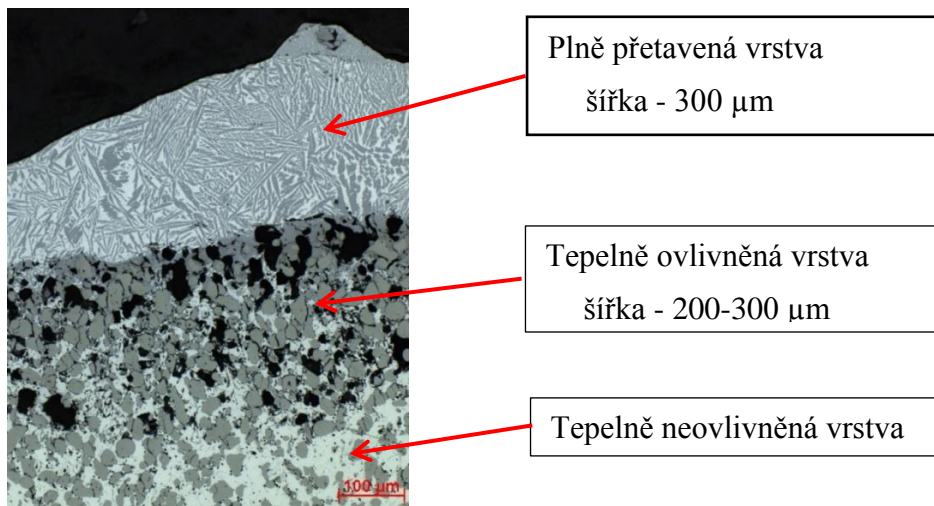 Plně přetavená vrstva
šířka - 300 µm
Tepelně ovlivněná vrstva
šířka - 200-300 µm
Tepelně neovlivněná vrstva
100 µm